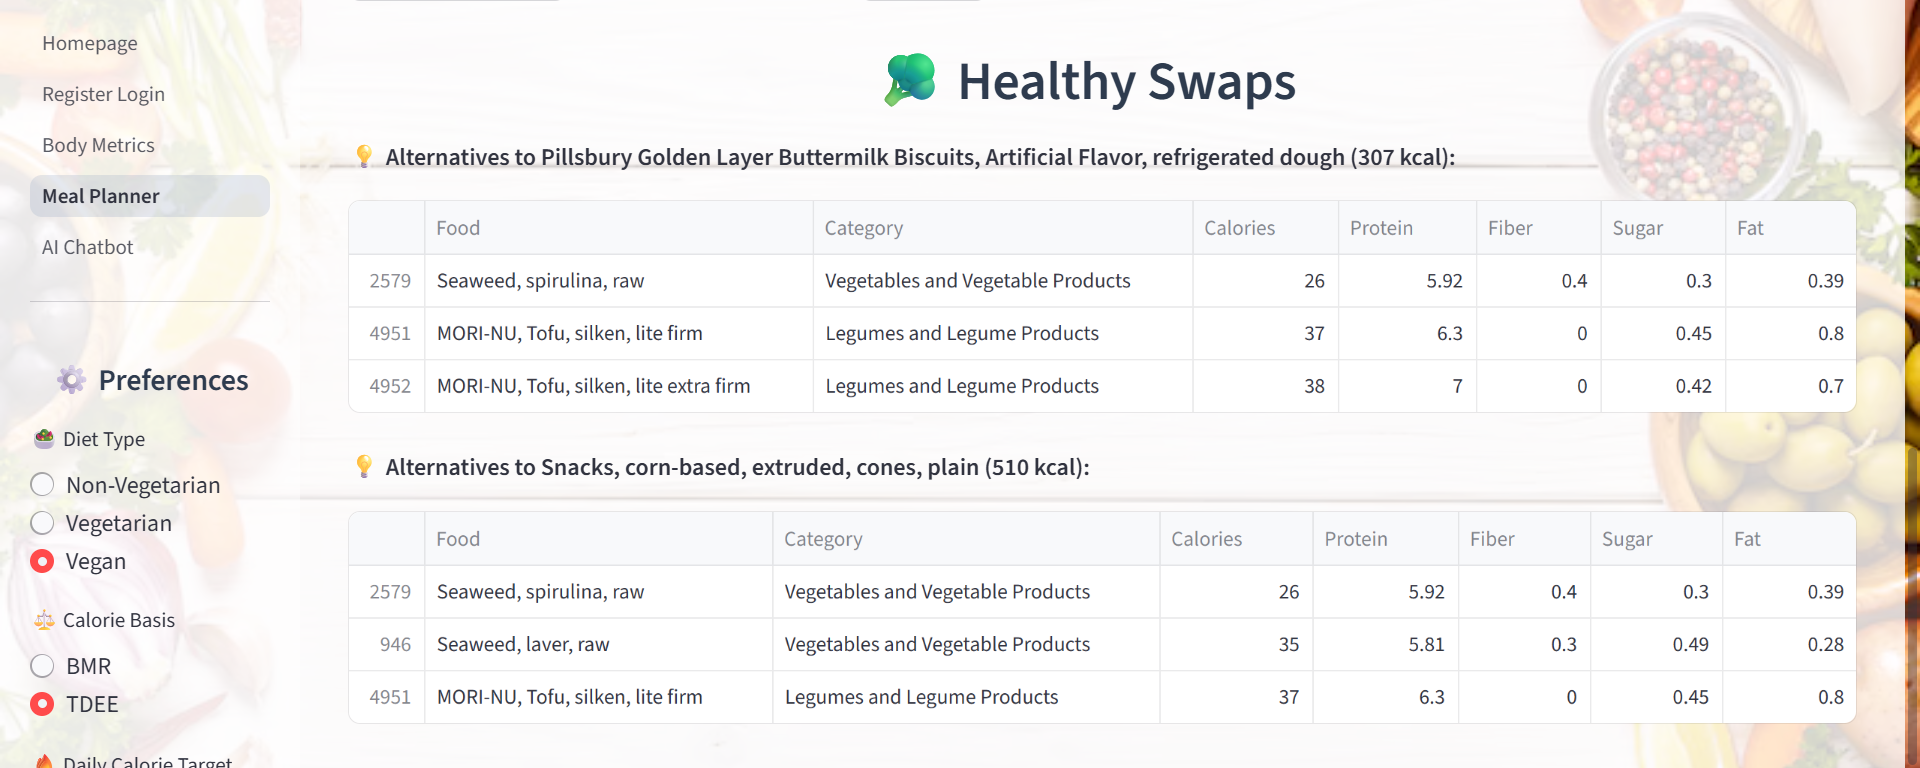 Homepage
Register Login
Body Metrics
Meal Planner
AI Chatbot
Preferences
Diet Type
Non-Vegetarian
Vegetarian
Vegan
Calorie Basis
BMR
TDEE
Daily Calorie Target
Healthy Swaps
Alternatives to Pillsbury Golden Layer Buttermilk Biscuits, Artificial Flavor, refrigerated dough (307 kcal):
Food Category Calories Protein Fiber Sugar Fat
2579 Seaweed, spirulina, raw Vegetables and Vegetable Products 26 5.92 0.4 0.3 0.39
4951 MORI-NU, Tofu, silken, lite firm Legumes and Legume Products 37 6.3 0 0.45 0.8
4952 MORI-NU, Tofu, silken, lite extra firm Legumes and Legume Products 38 7 0 0.42 0.7
Alternatives to Snacks, corn-based, extruded, cones, plain (510 kcal):
Food Category Calories Protein Fiber Sugar Fat
2579 Seaweed, spirulina, raw Vegetables and Vegetable Products 26 5.92 0.4 0.3 0.39
946 Seaweed, laver, raw Vegetables and Vegetable Products 35 5.81 0.3 0.49 0.28
4951 MORI-NU, Tofu, silken, lite firm Legumes and Legume Products 37 6.3 0 0.45 0.8